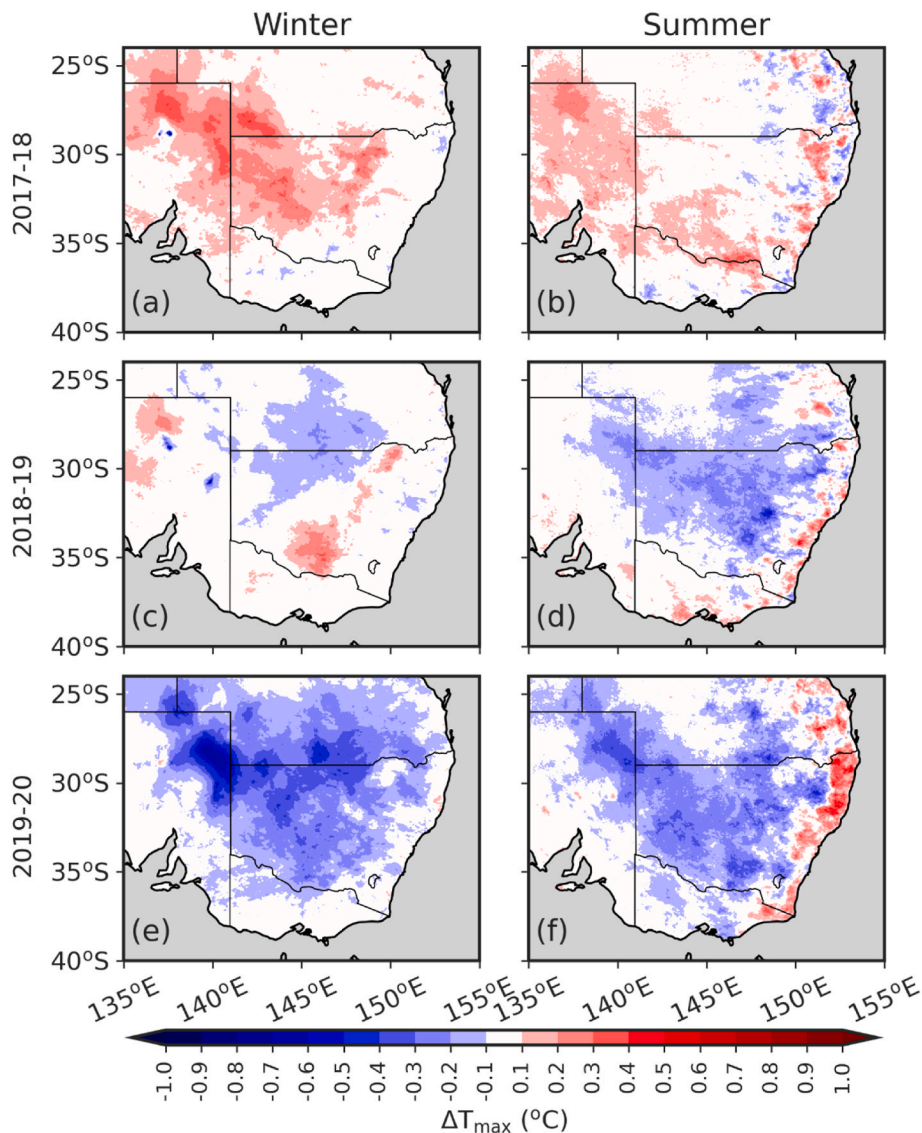 Winter Summer
25°S
30°S
35°S
40°S
2017-18
(a) (b)
25°S
30°S
35°S
40°S
2018-19
(c) (d)
25°S
30°S
35°S
40°S
2019-20
(e) (f)
135°E 140°E 145°E 150°E 155°E 135°E 140°E 145°E 150°E 155°E
-1.0 -0.9 -0.8 -0.7 -0.6 -0.5 -0.4 -0.3 -0.2 -0.1 0.1 0.2 0.3 0.4 0.5 0.6 0.7 0.8 0.9 1.0
ΔTmax (°C)